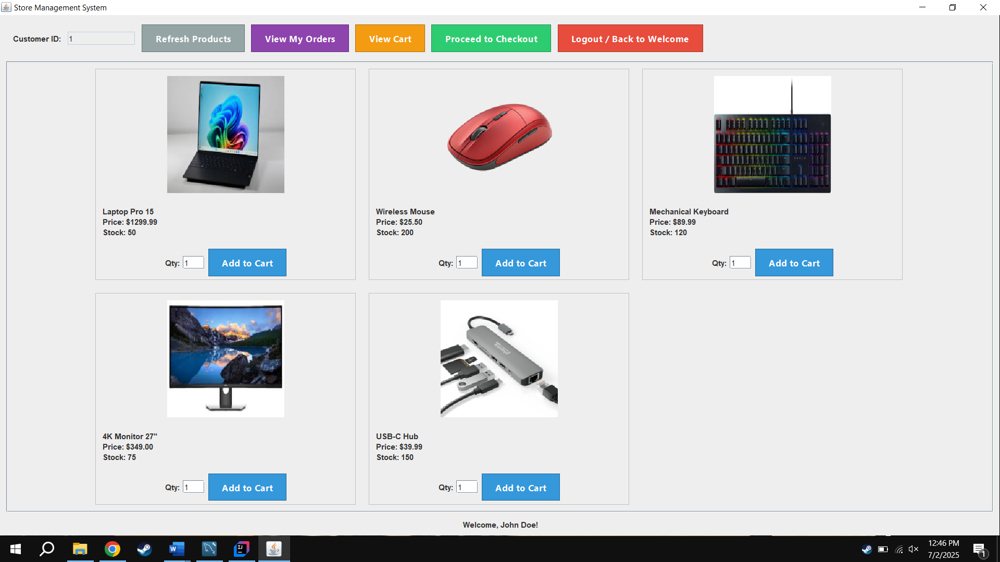 Store Management System
Customer ID: 1 Refresh Products View My Orders View Cart Proceed to Checkout Logout / Back to Welcome
Laptop Pro 15
Price: $1299.99
Stock: 50
Qty: 1 Add to Cart
Wireless Mouse
Price: $25.50
Stock: 200
Qty: 1 Add to Cart
Mechanical Keyboard
Price: $89.99
Stock: 120
Qty: 1 Add to Cart
4K Monitor 27"
Price: $349.00
Stock: 75
Qty: 1 Add to Cart
USB-C Hub
Price: $39.99
Stock: 150
Qty: 1 Add to Cart
Welcome, John Doe!
W
IJ
12:46 PM
7/2/2025
1